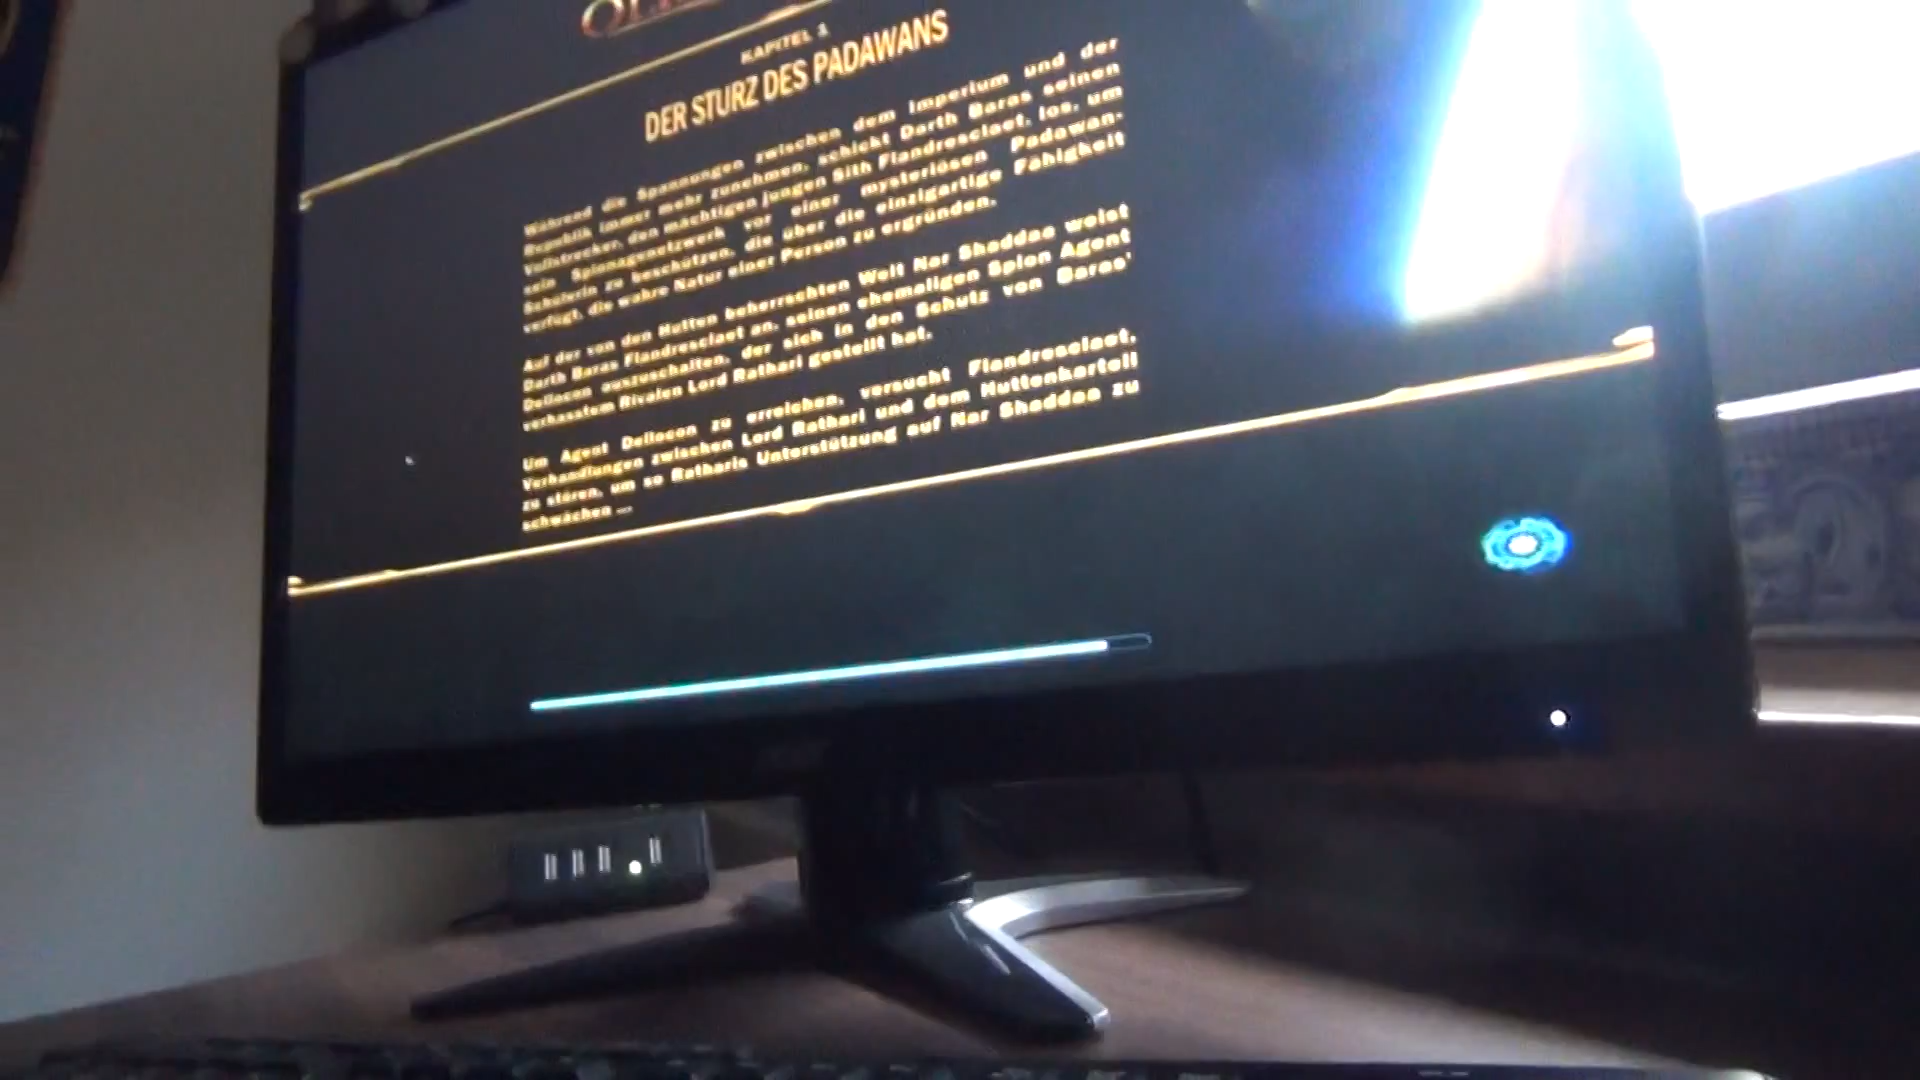 KAPITEL 1
DER STURZ DES PADAWANS
Während die Spannungen zwischen dem Imperium und der
Republik immer mehr zunehmen, schickt Darth Baras seinen
Vollstrecker, den mächtigen jungen Sith Flandresclaet, los, um
sein Spionagenetzwerk vor einer mysteriösen Padawan-
Schülerin zu beschützen, die über die einzigartige Fähigkeit
verfügt, die wahre Natur einer Person zu ergründen.
Auf der von den Hutten beherrschten Welt Nar Shaddaa weist
Darth Baras Flandresclaet an, seinen ehemaligen Spion Agent
Dellocon auszuschalten, der sich in den Schutz von Baras'
verhasstem Rivalen Lord Rathari gestellt hat.
Um Agent Dellocon zu erreichen, versucht Flandresclaet,
Verhandlungen zwischen Lord Rathari und dem Huttenkartell
zu stören, um so Ratharis Unterstützung auf Nar Shaddaa zu
schwächen ...